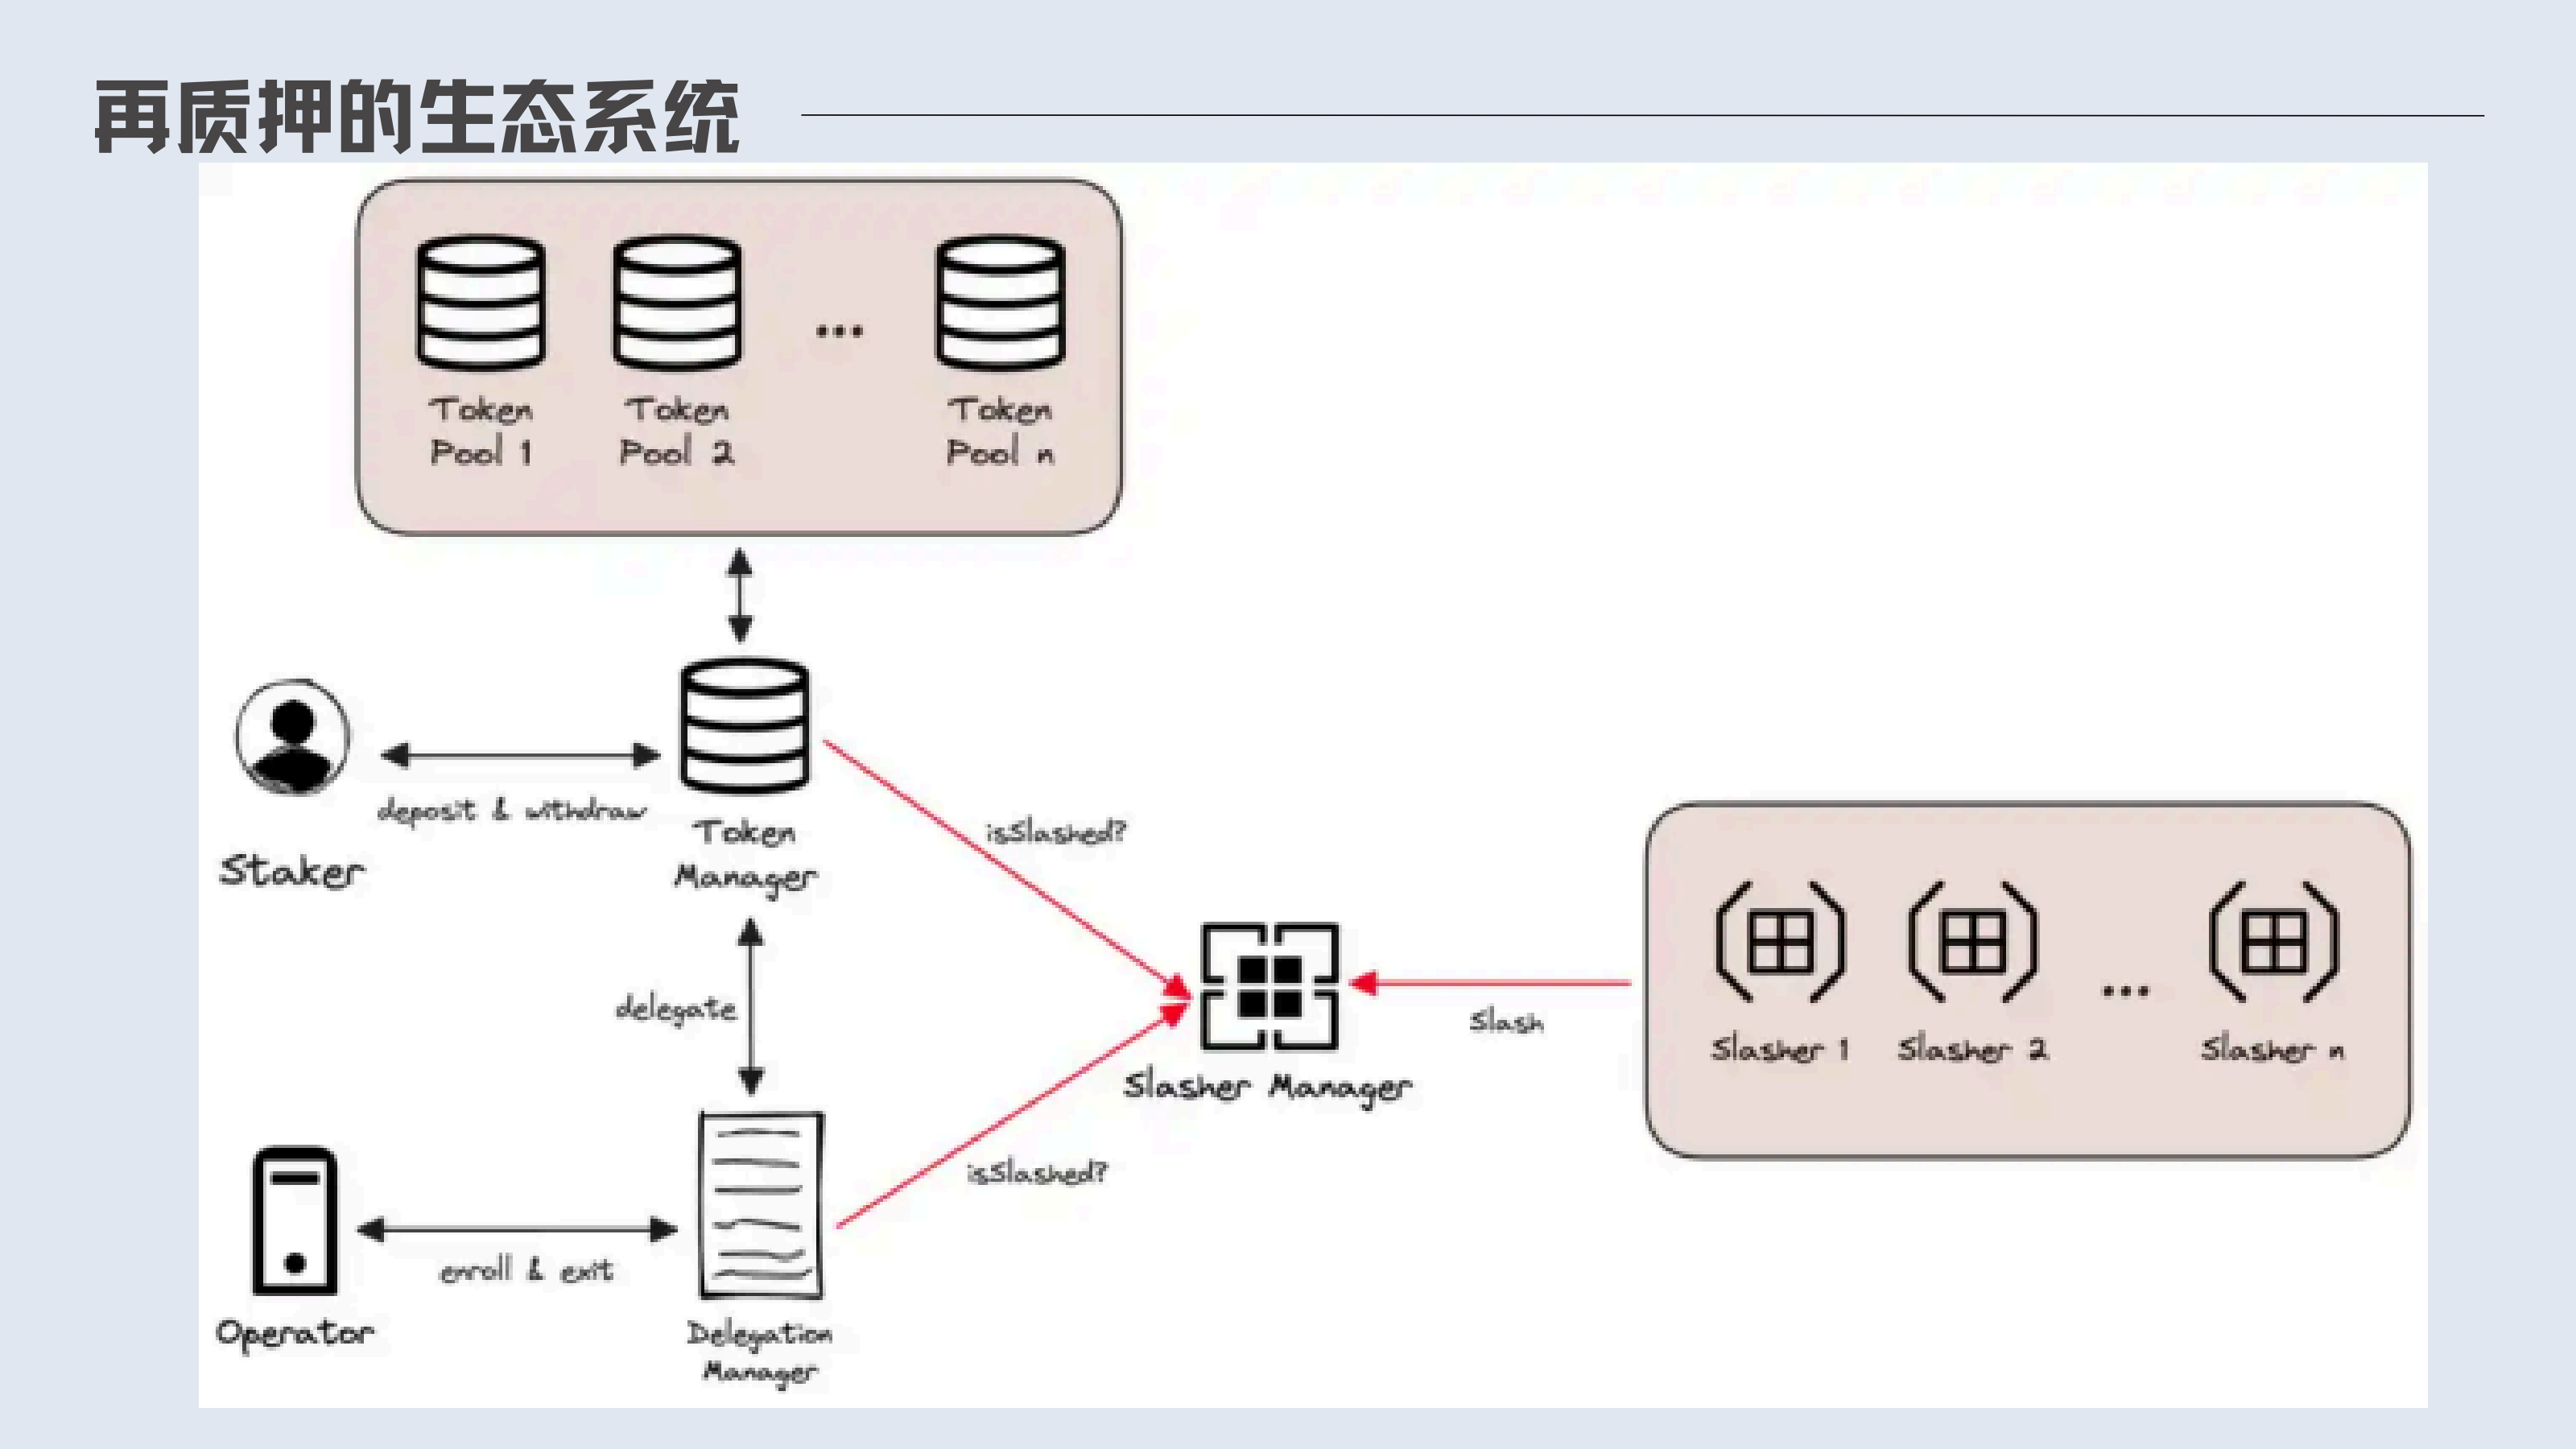 再质押的生态系统
Token
Pool 1
Token
Pool 2
...
Token
Pool n
Staker
deposit & withdraw
Token
Manager
isSlashed?
delegate
Slasher Manager
Slash
Slasher 1
Slasher 2
...
Slasher n
isSlashed?
Operator
enroll & exit
Delegation
Manager